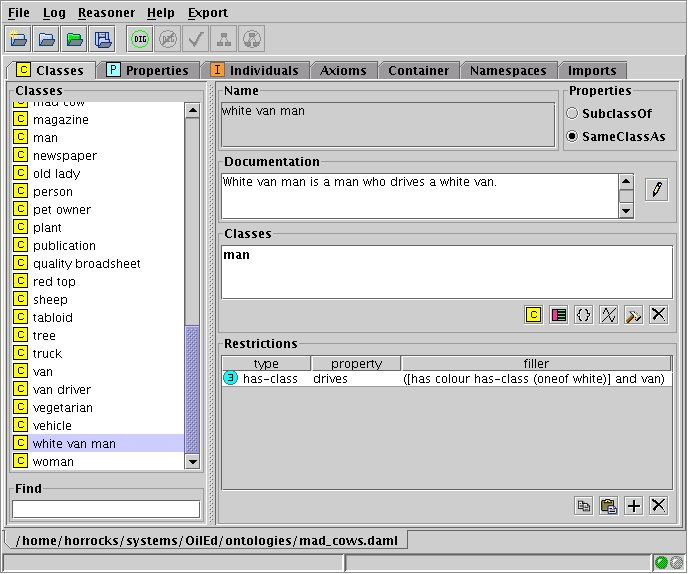 File Log Reasoner Help Export
DIG DIG
C Classes P Properties I Individuals Axioms Container Namespaces Imports
Classes
C mad cow
C magazine
C man
C newspaper
C old lady
C person
C pet owner
C plant
C publication
C quality broadsheet
C red top
C sheep
C tabloid
C tree
C truck
C van
C van driver
C vegetarian
C vehicle
C white van man
C woman
Find
Name
white van man
Properties
SubclassOf
SameClassAs
Documentation
White van man is a man who drives a white van.
Classes
man
C {}
Restrictions
type property filler
∃ has-class drives ([has colour has-class (oneof white)] and van)
/home/horrocks/systems/OilEd/ontologies/mad_cows.daml